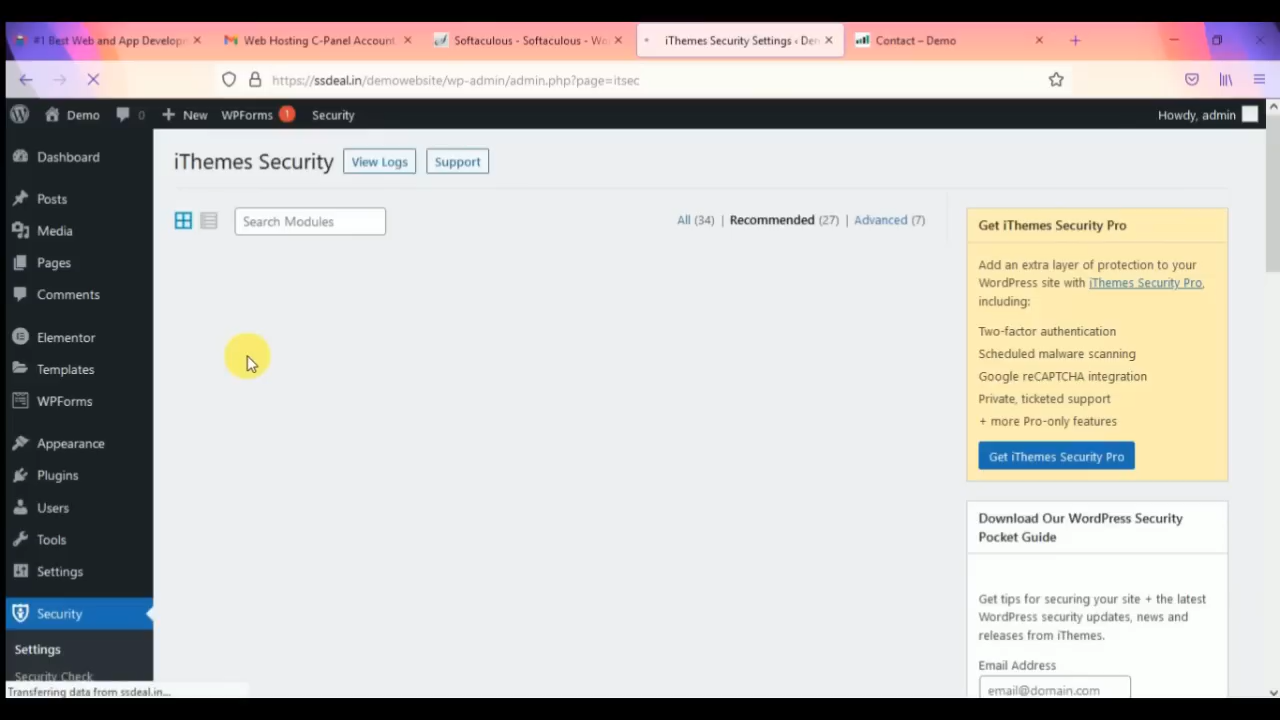 #1 Best Web and App Develop
Web Hosting C-Panel Account
Softaculous - Softaculous - Wo
iThemes Security Settings ‹ Den
Contact – Demo
https://ssdeal.in/demowebsite/wp-admin/admin.php?page=itsec
Demo
0
New
WPForms
1
Security
Howdy, admin
Dashboard
Posts
Media
Pages
Comments
Elementor
Templates
WPForms
Appearance
Plugins
Users
Tools
Settings
Security
Settings
Security Check
Transferring data from ssdeal.in...
iThemes Security
View Logs
Support
Search Modules
All (34) | Recommended (27) | Advanced (7)
Get iThemes Security Pro
Add an extra layer of protection to your
WordPress site with iThemes Security Pro,
including:
Two-factor authentication
Scheduled malware scanning
Google reCAPTCHA integration
Private, ticketed support
+ more Pro-only features
Get iThemes Security Pro
Download Our WordPress Security
Pocket Guide
Get tips for securing your site + the latest
WordPress security updates, news and
releases from iThemes.
Email Address
email@domain.com